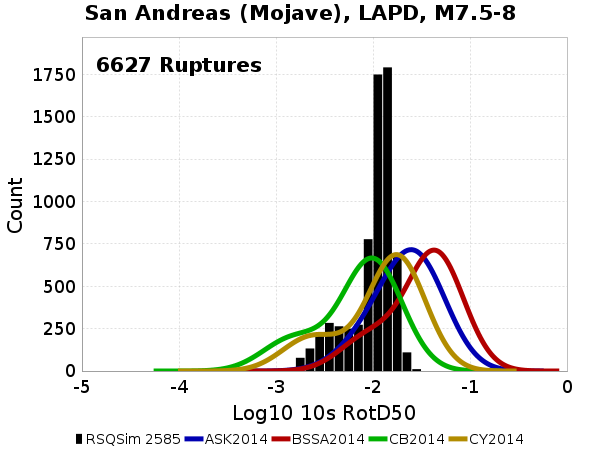 San Andreas (Mojave), LAPD, M7.5-8
6627 Ruptures
1750
1500
1250
1000
750
500
250
0
Count
-5 -4 -3 -2 -1 0
Log10 10s RotD50
RSQSim 2585 ASK2014 BSSA2014 CB2014 CY2014